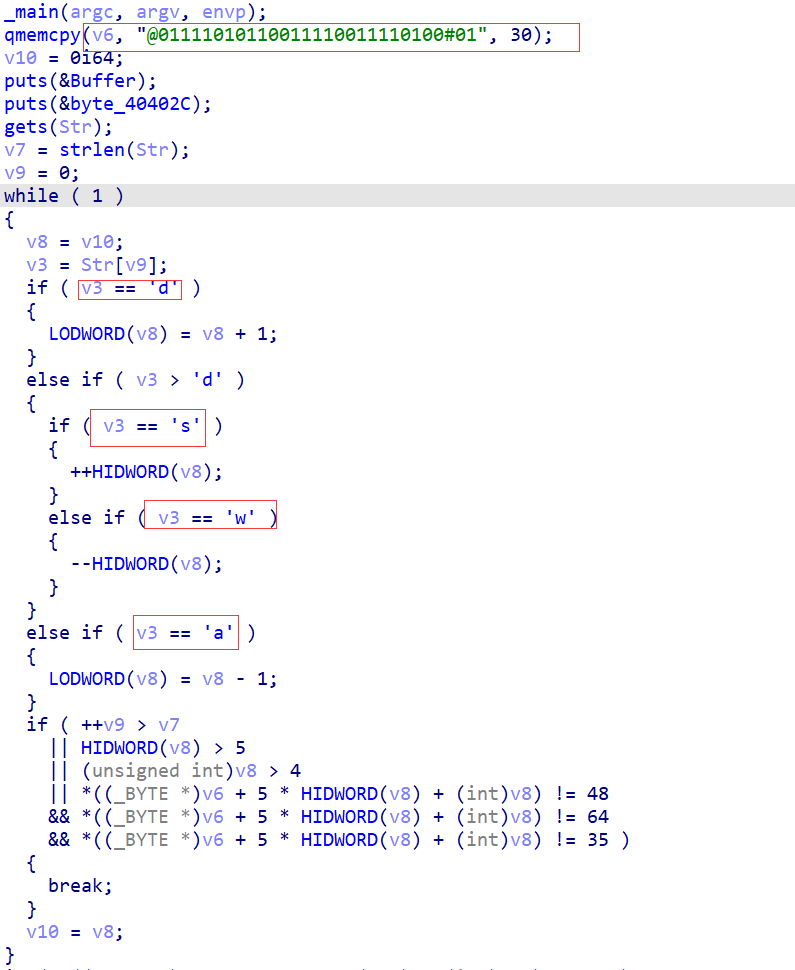 _main(argc, argv, envp);
qmemcpy(v6, "@01111010110011110011110100#01", 30);
v10 = 0i64;
puts(&Buffer);
puts(&byte_40402C);
gets(Str);
v7 = strlen(Str);
v9 = 0;
while ( 1 )
{
v8 = v10;
v3 = Str[v9];
if ( v3 == 'd' )
{
LODWORD(v8) = v8 + 1;
}
else if ( v3 > 'd' )
{
if ( v3 == 's' )
{
++HIDWORD(v8);
}
else if ( v3 == 'w' )
{
--HIDWORD(v8);
}
}
else if ( v3 == 'a' )
{
LODWORD(v8) = v8 - 1;
}
if ( ++v9 > v7
|| HIDWORD(v8) > 5
|| (unsigned int)v8 > 4
|| *((_BYTE *)v6 + 5 * HIDWORD(v8) + (int)v8) != 48
&& *((_BYTE *)v6 + 5 * HIDWORD(v8) + (int)v8) != 64
&& *((_BYTE *)v6 + 5 * HIDWORD(v8) + (int)v8) != 35 )
{
break;
}
v10 = v8;
}